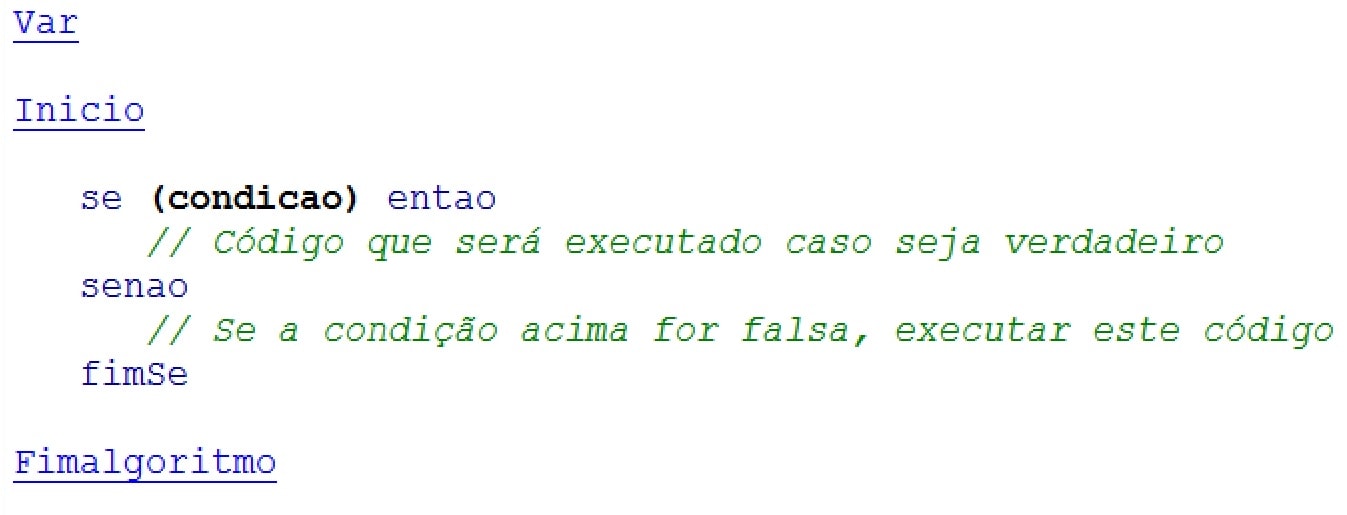 Var
Inicio
se (condicao) entao
// Código que será executado caso seja verdadeiro
senao
// Se a condição acima for falsa, executar este código
fimSe
Fimalgoritmo